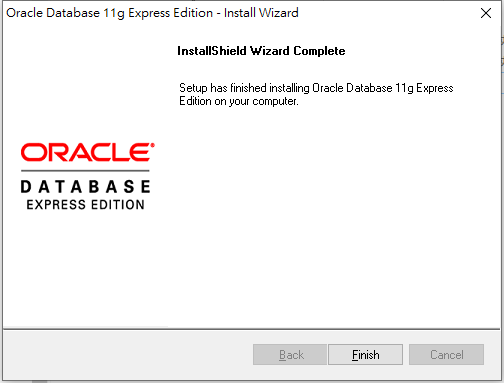 Oracle Database 11g Express Edition - Install Wizard
InstallShield Wizard Complete
Setup has finished installing Oracle Database 11g Express
Edition on your computer.
ORACLE®
DATABASE
EXPRESS EDITION
Back
Finish
Cancel